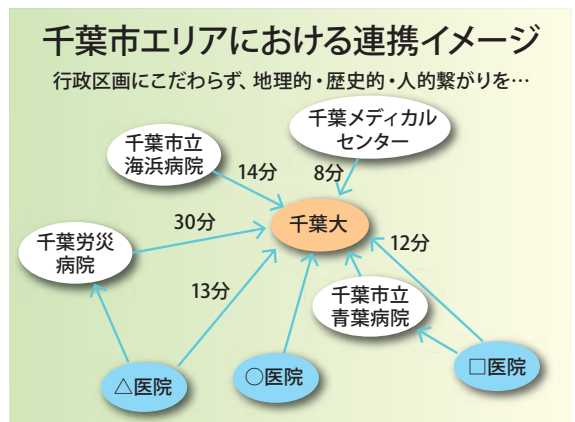 千葉市エリアにおける連携イメージ
行政区画にこだわらず、地理的・歴史的・人的繋がりを…
千葉メディカル
センター
千葉市立
海浜病院
14分
8分
千葉大
30分
千葉労災
病院
12分
13分
千葉市立
青葉病院
△医院
○医院
□医院